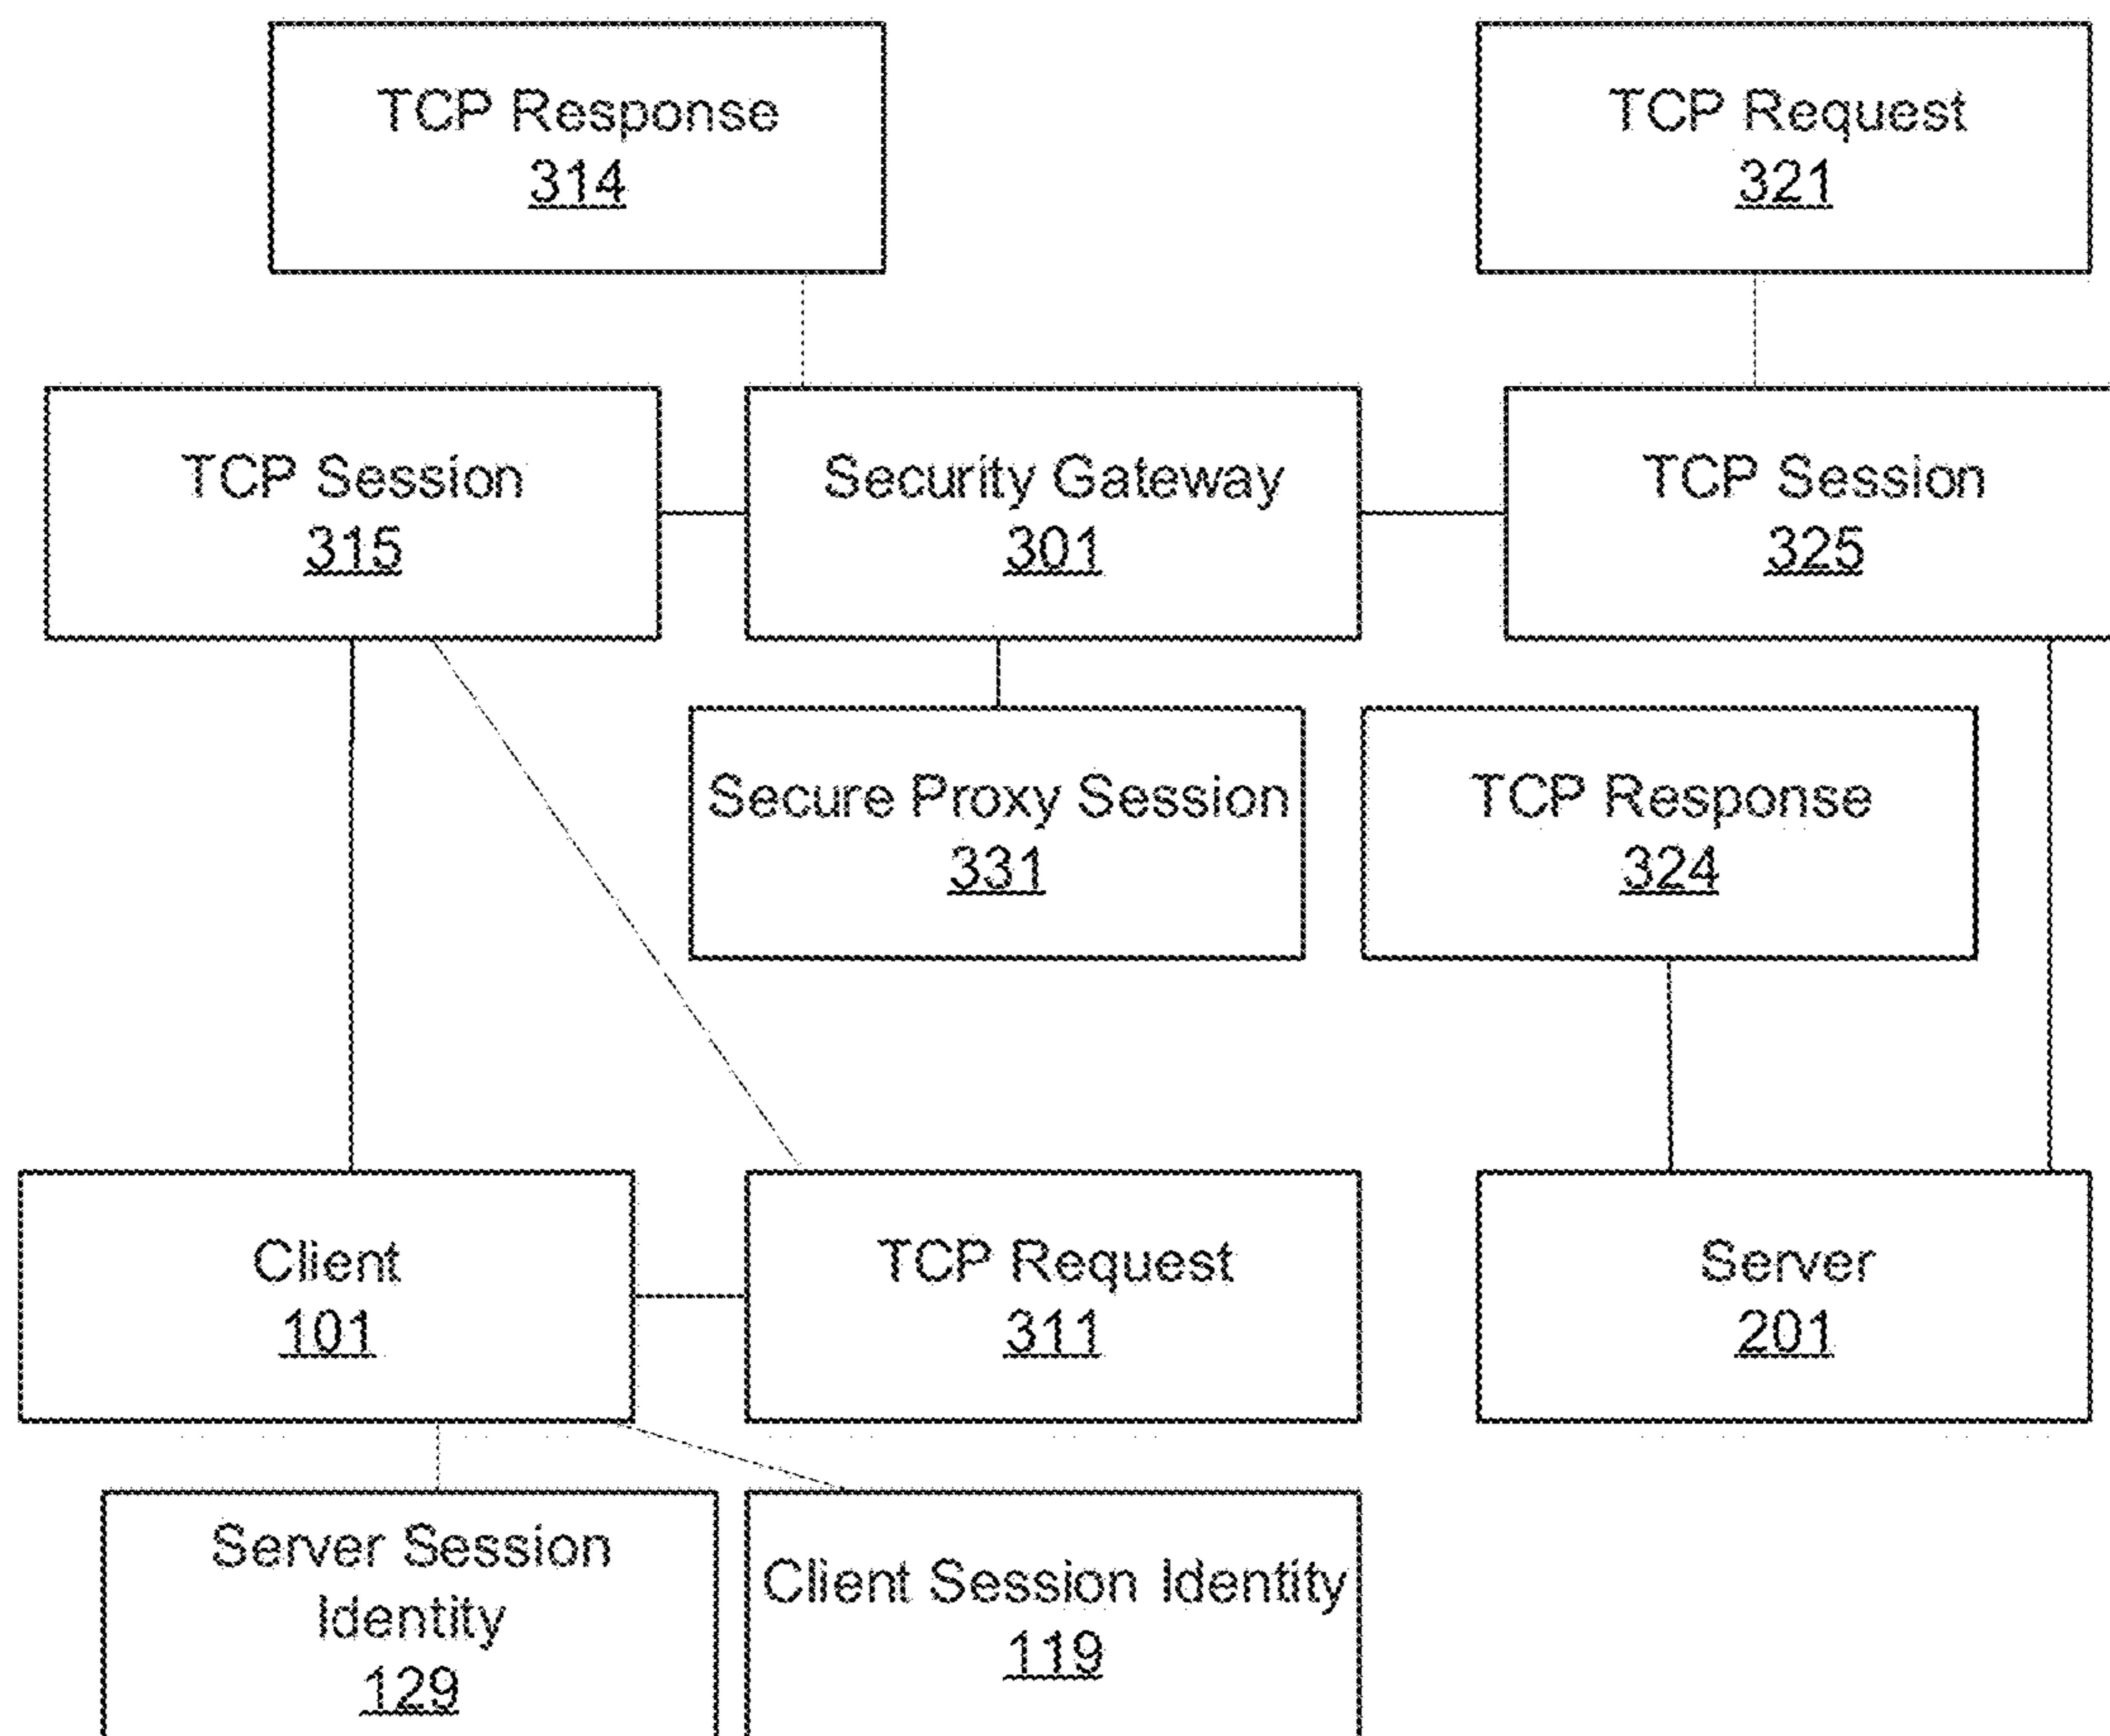 TCP Response
314
TCP Request
321
TCP Session
315
Security Gateway
301
TCP Session
325
Secure Proxy Session
331
TCP Response
324
Client
101
TCP Request
311
Server
201
Server Session
Identity
129
Client Session Identity
119